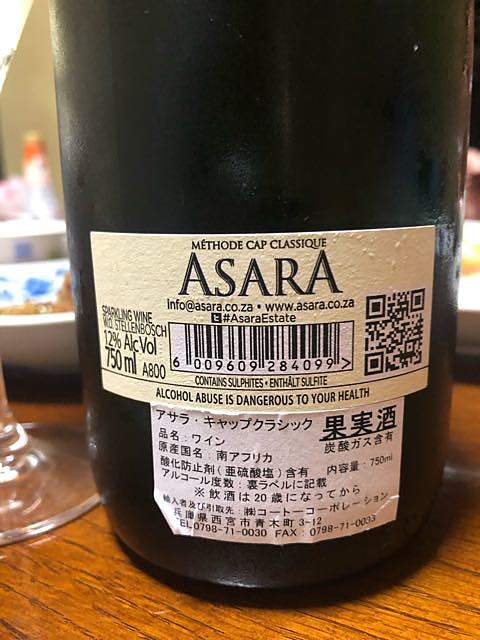 MÉTHODE CAP CLASSIQUE
ASARA
info@asara.co.za • www.asara.co.za
#AsaraEstate
SPARKLING WINE
W.O. STELLENBOSCH
12% Alc Vol
750 ml A800
6 009609 284099 >
CONTAINS SULPHITES • ENTHÄLT SULFITE
ALCOHOL ABUSE IS DANGEROUS TO YOUR HEALTH
アサラ・キャップクラシック 果実酒
品名：ワイン 炭酸ガス含有
原産国名：南アフリカ
酸化防止剤(亜硫酸塩)含有 内容量：750ml
アルコール度数：裏ラベルに記載
※飲酒は20歳になってから
輸入者及び引取先：㈱コートーコーポレーション
兵庫県西宮市青木町3-12
TEL0798-71-0030 FAX：0798-71-0033